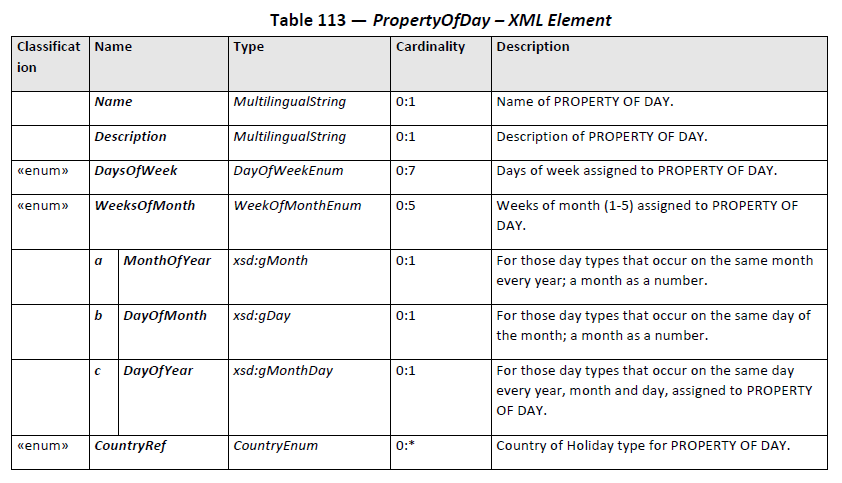 Table 113 — PropertyOfDay – XML Element
Classificat
ion
Name
Type
Cardinality
Description
Name
MultilingualString
0:1
Name of PROPERTY OF DAY.
Description
MultilingualString
0:1
Description of PROPERTY OF DAY.
«enum»
DaysOfWeek
DayOfWeekEnum
0:7
Days of week assigned to PROPERTY OF DAY.
«enum»
WeeksOfMonth
WeekOfMonthEnum
0:5
Weeks of month (1-5) assigned to PROPERTY OF
DAY.
a
MonthOfYear
xsd:gMonth
0:1
For those day types that occur on the same month
every year; a month as a number.
b
DayOfMonth
xsd:gDay
0:1
For those day types that occur on the same day of
the month; a month as a number.
c
DayOfYear
xsd:gMonthDay
0:1
For those day types that occur on the same day
every year, month and day, assigned to PROPERTY
OF DAY.
«enum»
CountryRef
CountryEnum
0:*
Country of Holiday type for PROPERTY OF DAY.